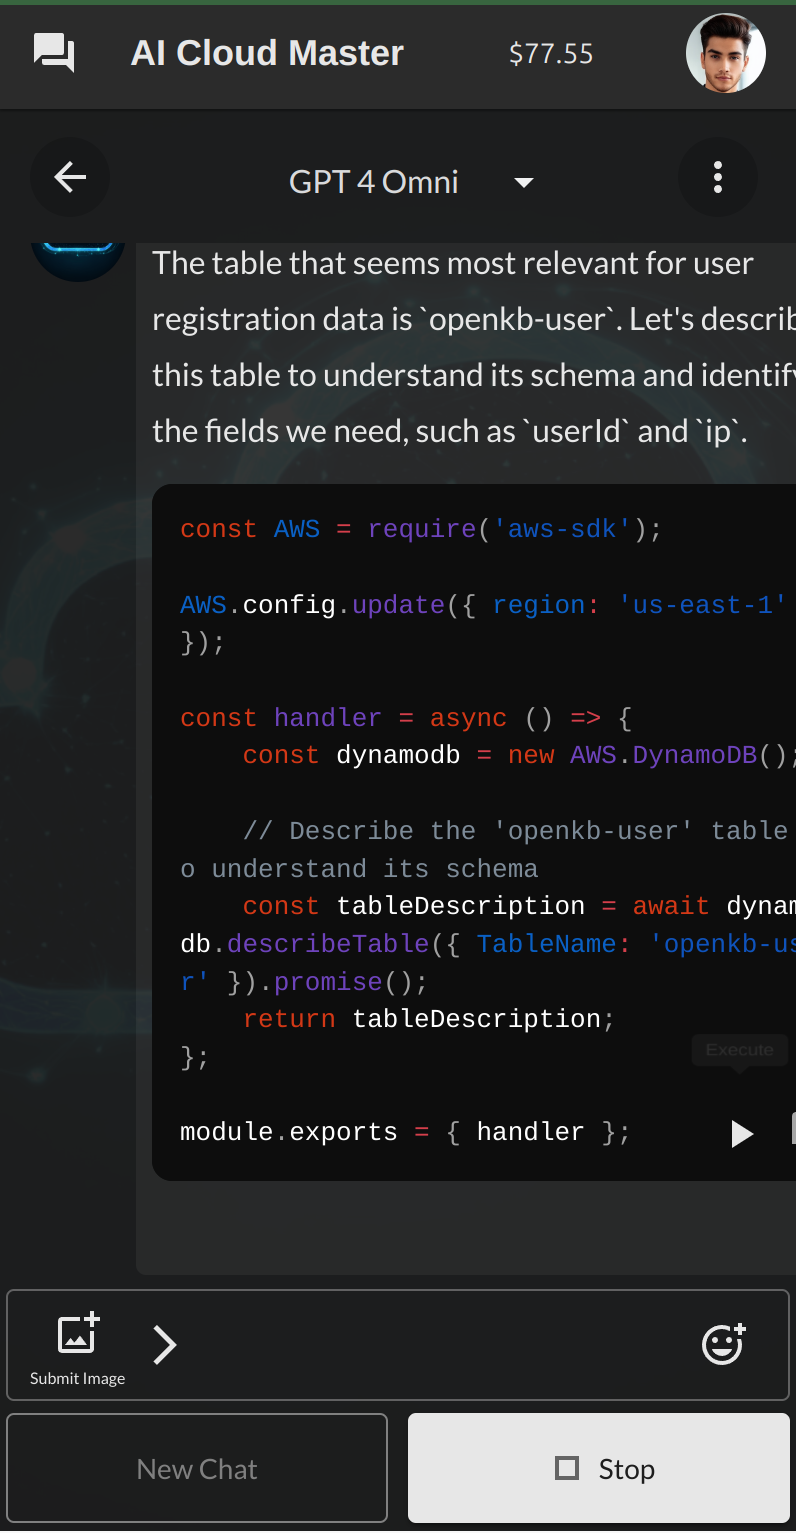 AI Cloud Master
$77.55
GPT 4 Omni
The table that seems most relevant for user
registration data is `openkb-user`. Let's describ
this table to understand its schema and identify
the fields we need, such as `userId` and `ip`.
const AWS = require('aws-sdk');
AWS.config.update({ region: 'us-east-1'
});
const handler = async () => {
const dynamodb = new AWS.DynamoDB();
// Describe the 'openkb-user' table
o understand its schema
const tableDescription = await dynam
db.describeTable({ TableName: 'openkb-us
r' }).promise();
return tableDescription;
};
Execute
module.exports = { handler };
Submit Image
New Chat
Stop